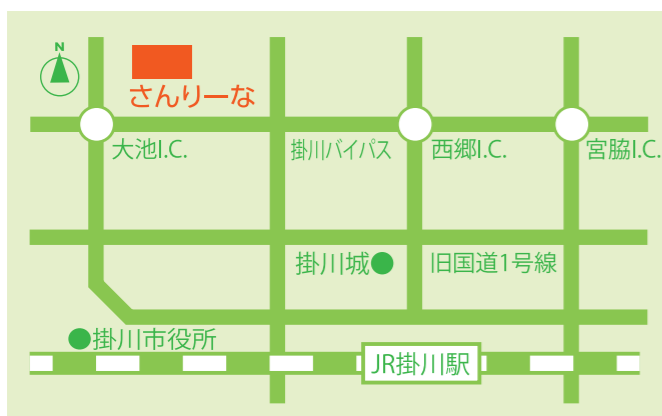 N
さんりーな
大池I.C.
掛川バイパス
西郷I.C.
宮脇I.C.
掛川城
旧国道1号線
掛川市役所
JR掛川駅